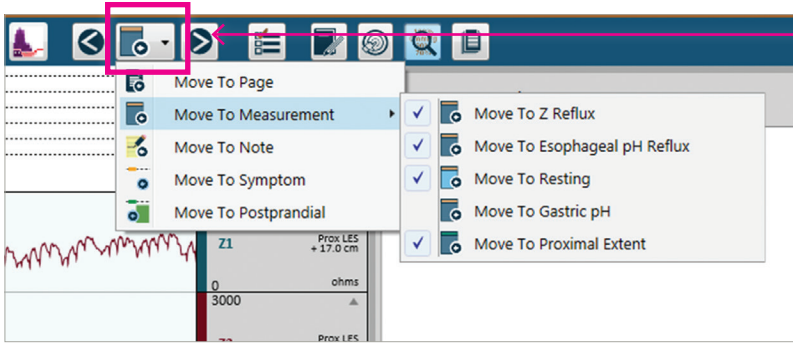 Move To Page
Move To Measurement
Move To Note
Move To Symptom
Move To Postprandial
Move To Z Reflux
Move To Esophageal pH Reflux
Move To Resting
Move To Gastric pH
Move To Proximal Extent
Z1
Prox LES
+ 17.0 cm
0
ohms
3000
Prox LES